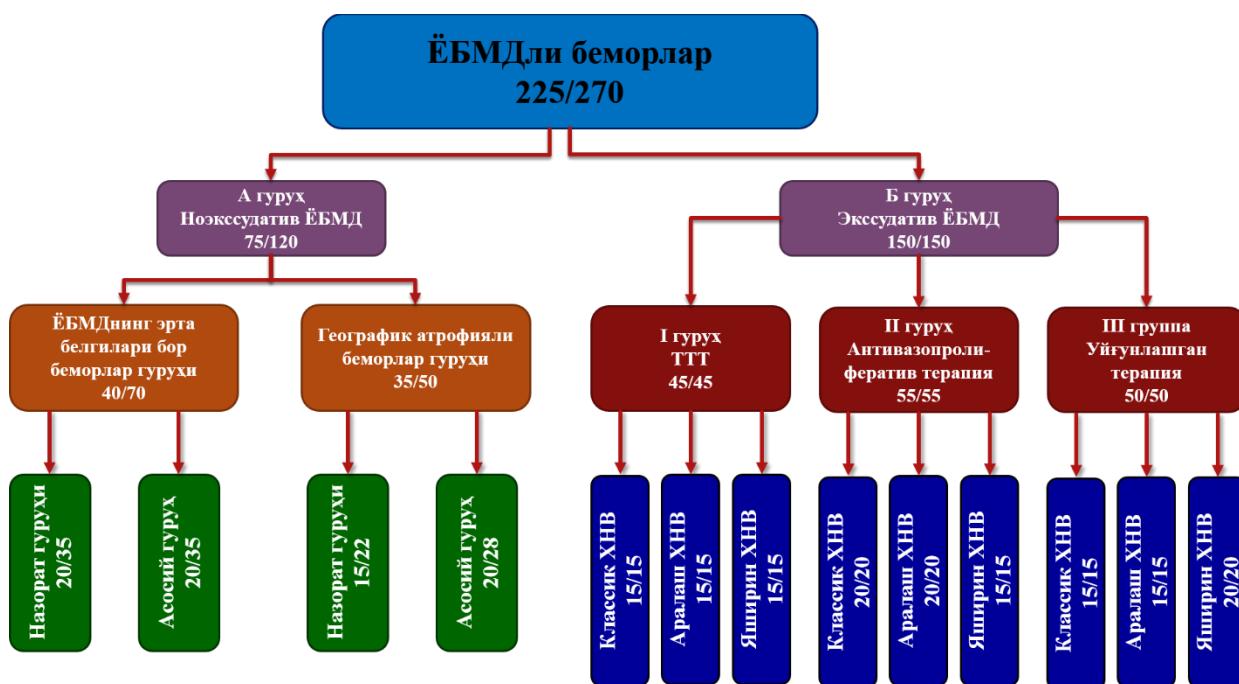 ЁБМДли беморлар
225/270
А гуруҳ
Ноэкссудатив ЁБМД
75/120
Б гуруҳ
Экссудатив ЁБМД
150/150
ЁБМДнинг эрта
белгилари бор
беморлар гуруҳи
40/70
Географик атрофияли
беморлар гуруҳи
35/50
I гуруҳ
ТТТ
45/45
II гуруҳ
Антивазопроли-
фератив терапия
55/55
III группа
Уйғунлашган
терапия
50/50
Назорат гуруҳи
20/35
Асосий гуруҳ
20/35
Назорат гуруҳи
15/22
Асосий гуруҳ
20/28
Классик ХНВ
15/15
Аралаш ХНВ
15/15
Яширин ХНВ
15/15
Классик ХНВ
20/20
Аралаш ХНВ
20/20
Яширин ХНВ
15/15
Классик ХНВ
15/15
Аралаш ХНВ
15/15
Яширин ХНВ
20/20